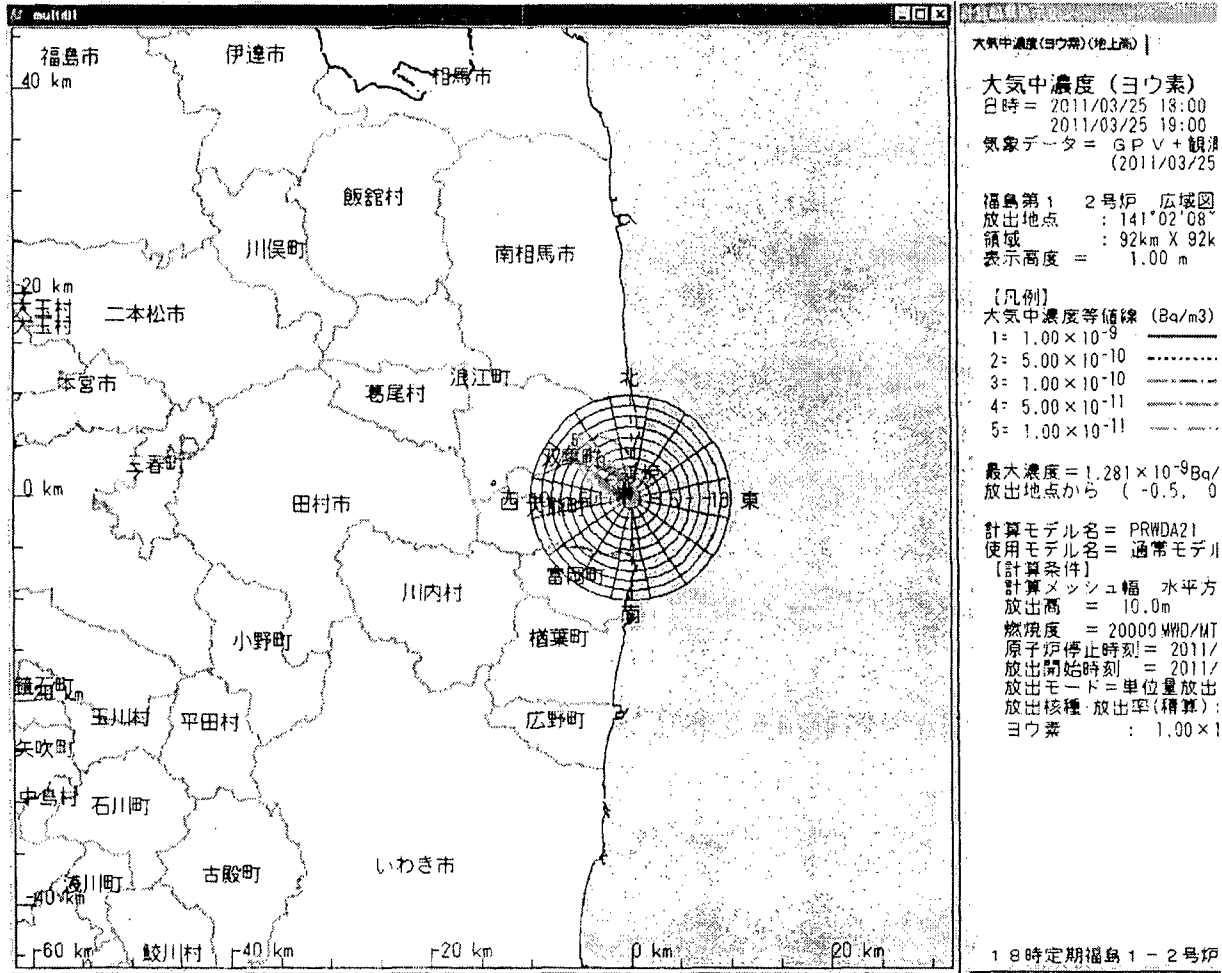 multi
福島市
伊達市
相馬市
40 km
飯舘村
川俣町
南相馬市
20 km
大玉村
大玉村
二本松市
本宮市
浪江町
北
葛尾村
三春町
双葉町
0 km
田村市
西
10
東
富岡町
川内村
南
小野町
楢葉町
鏡石町
玉川村
平田村
広野町
矢吹町
中島村
石川町
いわき市
古殿町
浅川町
-40 km
鮫川村
-60 km
-40 km
-20 km
0 km
20 km
大気中濃度(ヨウ素)(地上高)
大気中濃度 (ヨウ素)
日時= 2011/03/25 18:00
2011/03/25 19:00
気象データ= GPV+観測
(2011/03/25
福島第1 2号炉 広域図
放出地点 : 141°02'08"
領域 : 92km X 92k
表示高度 = 1.00 m
【凡例】
大気中濃度等値線 (Bq/m3)
1= 1.00×10-9
2= 5.00×10-10
3= 1.00×10-10
4= 5.00×10-11
5= 1.00×10-11
最大濃度=1.281×10-9Bq/
放出地点から ( -0.5, 0
計算モデル名= PRWDA21
使用モデル名= 通常モデル
【計算条件】
計算メッシュ幅 水平方
放出高 = 10.0m
燃焼度 = 20000MWD/MT
原子炉停止時刻= 2011/
放出開始時刻 = 2011/
放出モード=単位量放出
放出核種・放出率(積算):
ヨウ素 : 1.00×1
18時定期福島1-2号炉